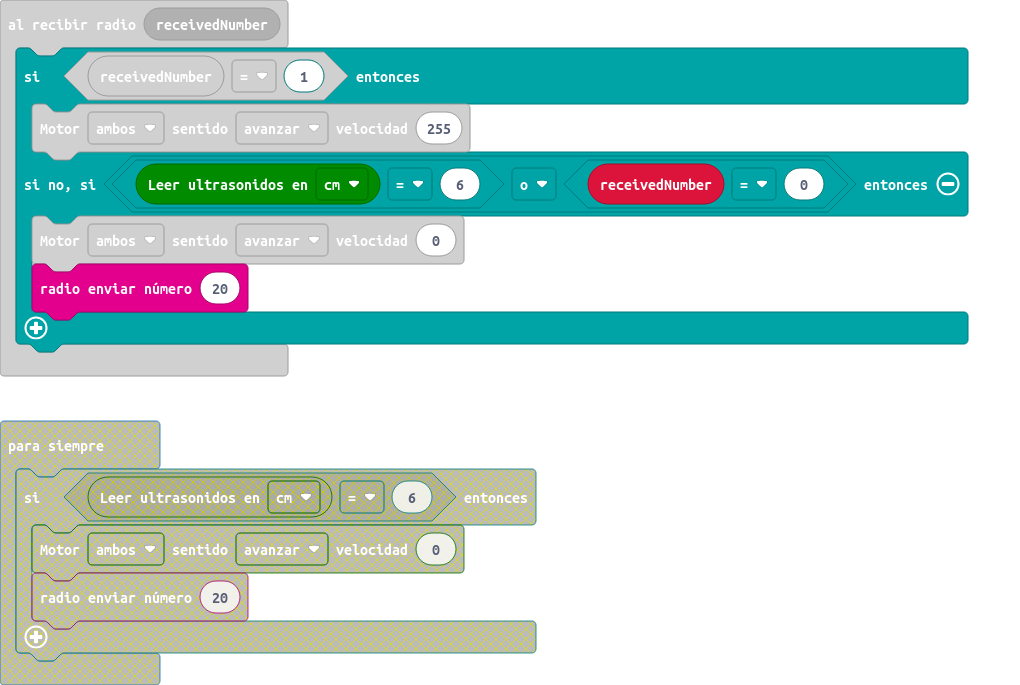 al recibir radio receivedNumber
si receivedNumber = 1 entonces
Motor ambos sentido avanzar velocidad 255
si no, si Leer ultrasonidos en cm = 6 o receivedNumber = 0 entonces
Motor ambos sentido avanzar velocidad 0
radio enviar número 20
para siempre
si Leer ultrasonidos en cm = 6 entonces
Motor ambos sentido avanzar velocidad 0
radio enviar número 20